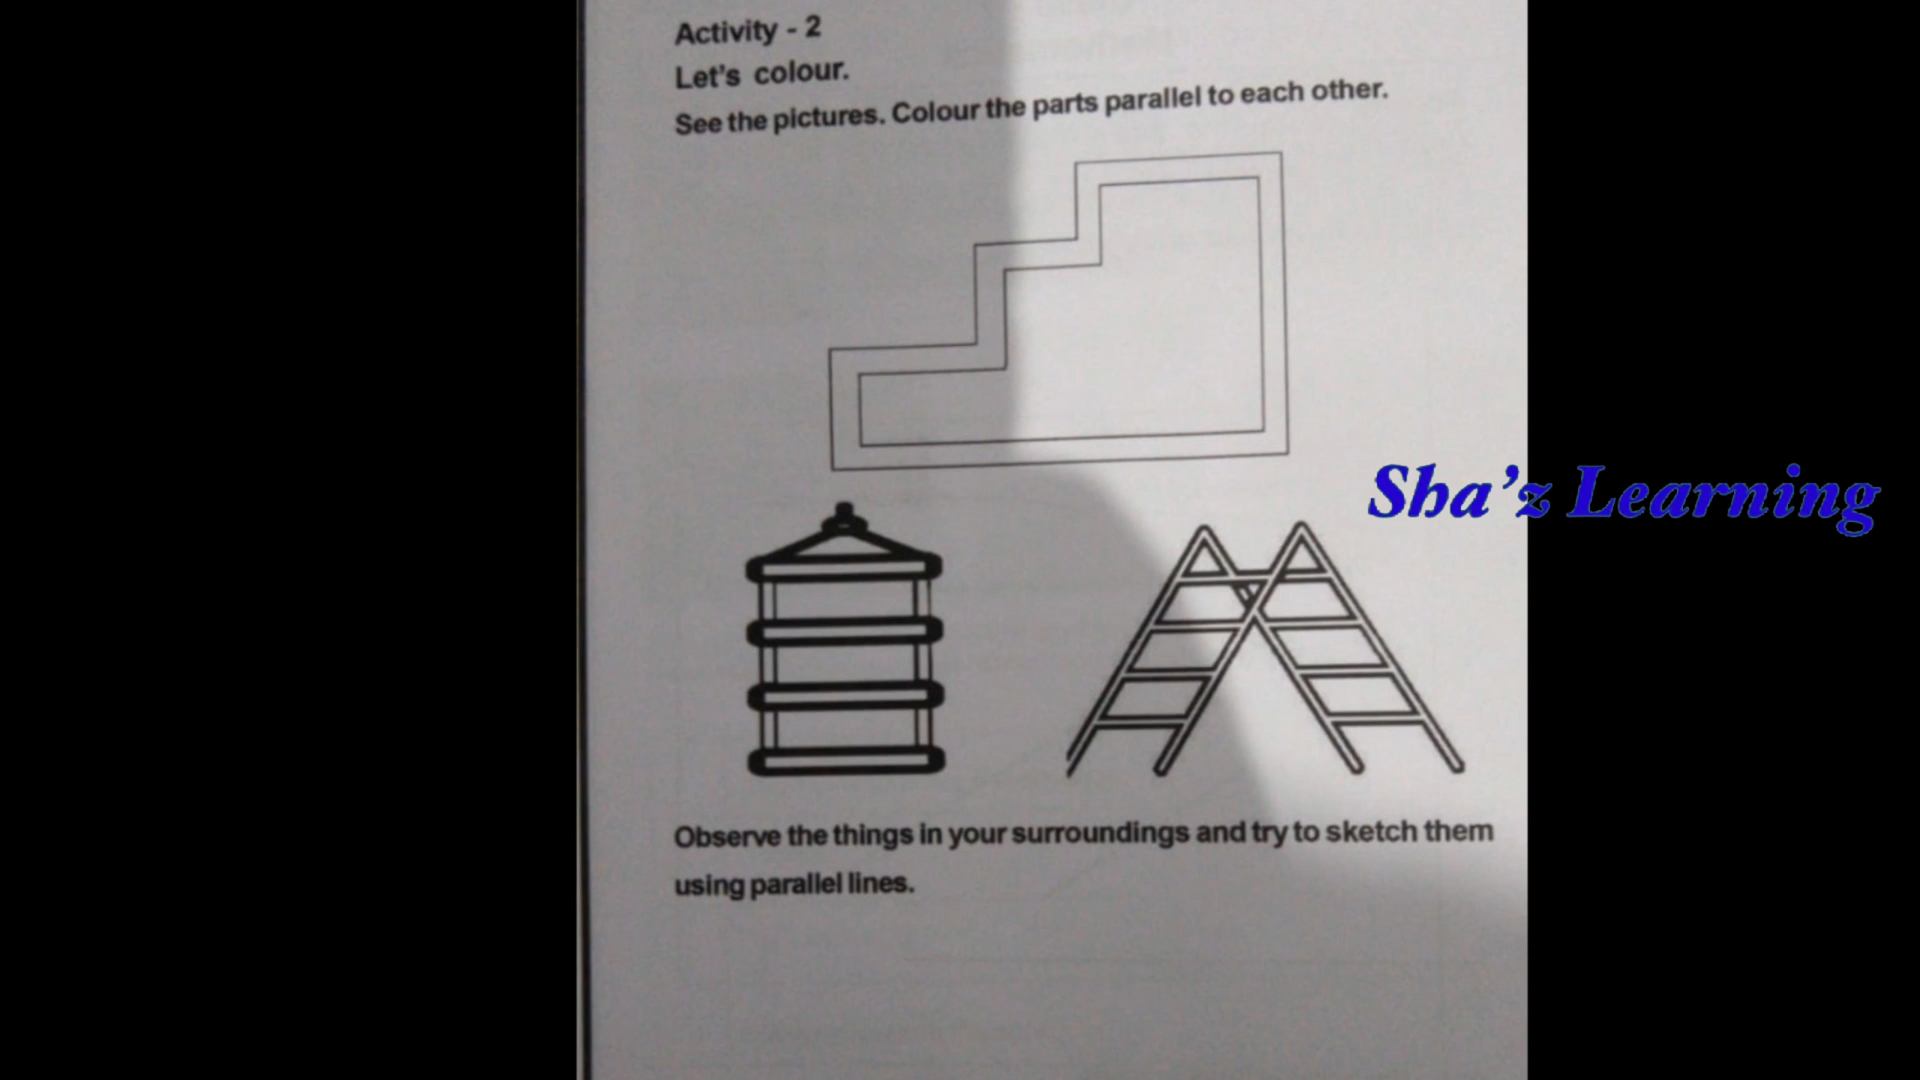 Activity - 2
Let's colour.
See the pictures. Colour the parts parallel to each other.
Sha'z Learning
Observe the things in your surroundings and try to sketch them
using parallel lines.